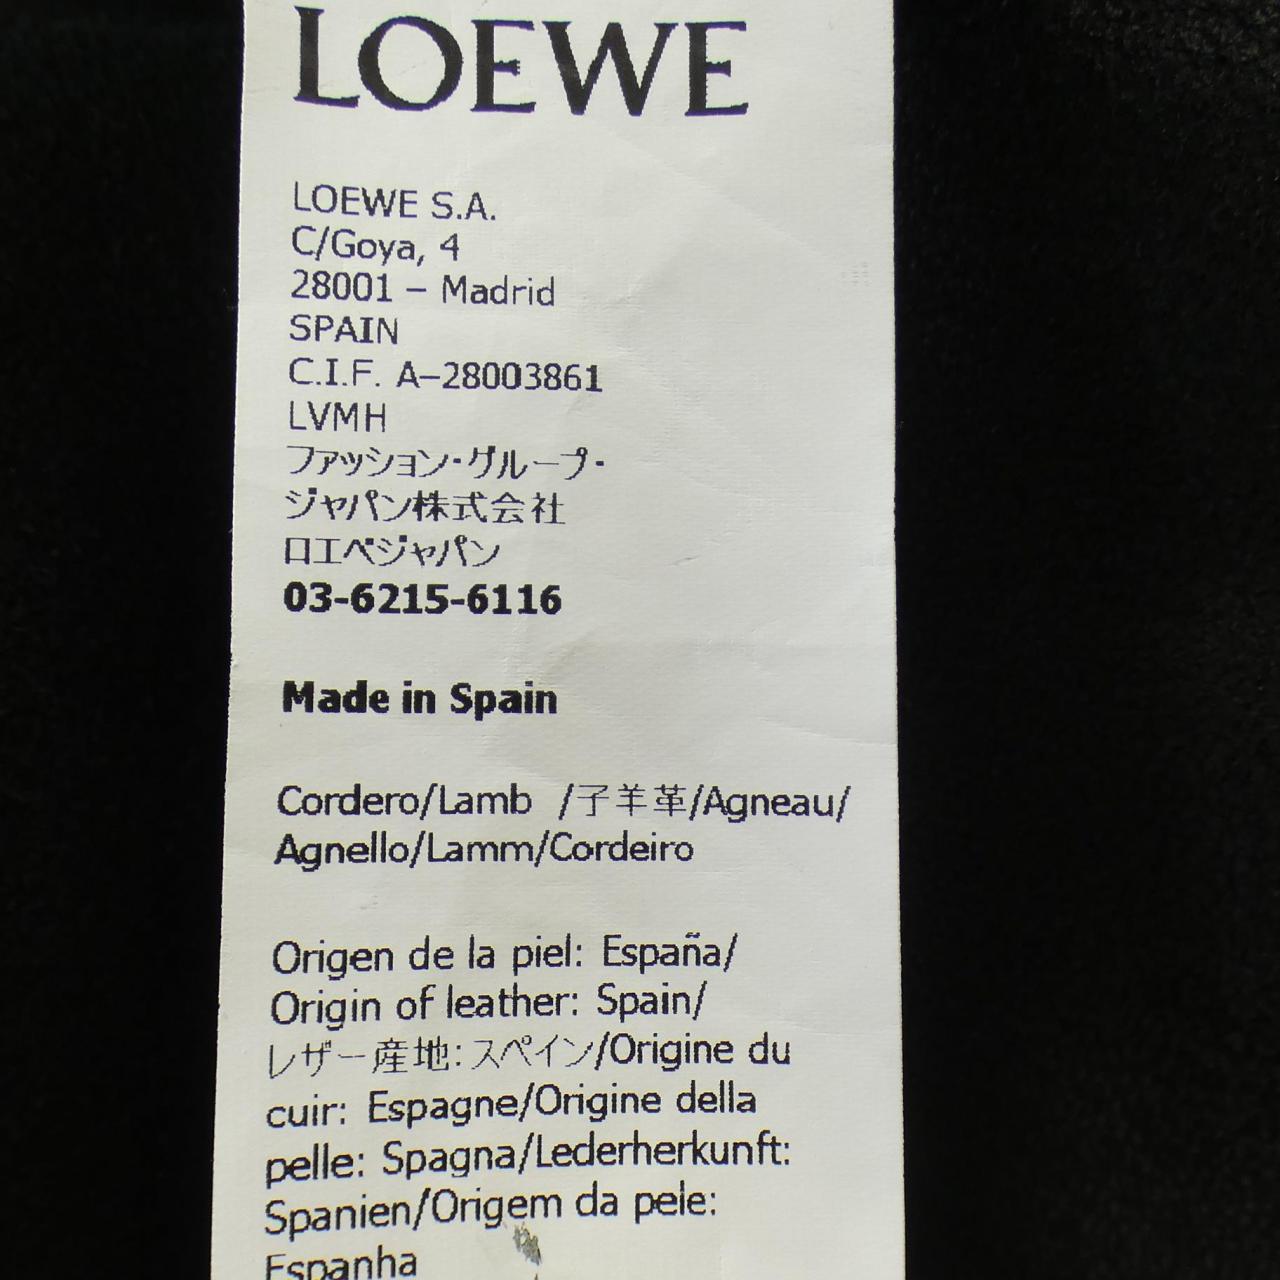 LOEWE
LOEWE S.A.
C/Goya, 4
28001 – Madrid
SPAIN
C.I.F. A–28003861
LVMH
ファッション・グループ・
ジャパン株式会社
ロエベジャパン
03-6215-6116
Made in Spain
Cordero/Lamb /子羊革/Agneau/
Agnello/Lamm/Cordeiro
Origen de la piel: España/
Origin of leather: Spain/
レザー産地: スペイン/Origine du
cuir: Espagne/Origine della
pelle: Spagna/Lederherkunft:
Spanien/Origem da pele:
Espanha